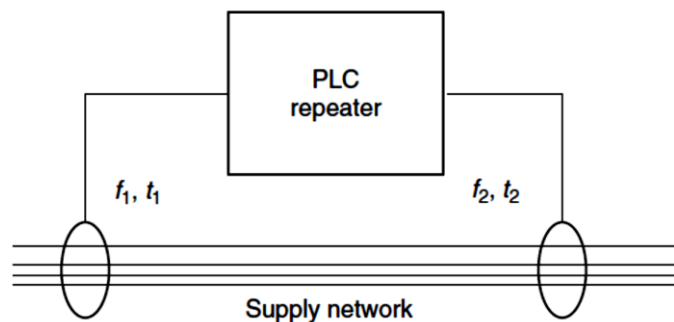 PLC
repeater
f₁, t₁
f₂, t₂
Supply network